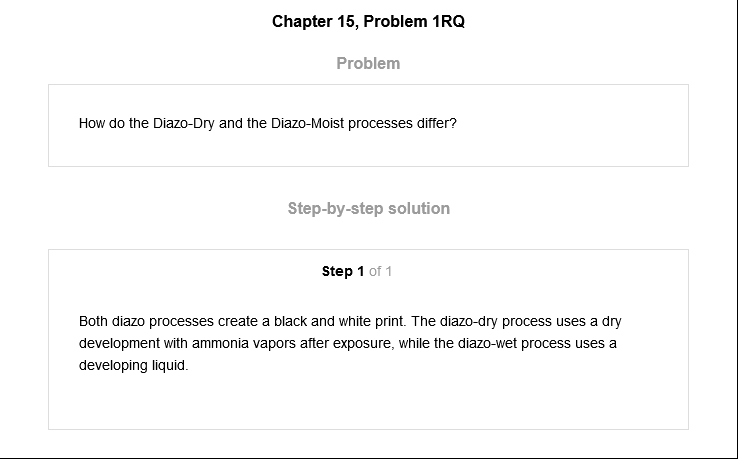 Chapter 15, Problem 1RQ
Problem
How do the Diazo-Dry and the Diazo-Moist processes differ?
Step-by-step solution
Step 1 of 1
Both diazo processes create a black and white print. The diazo-dry process uses a dry
development with ammonia vapors after exposure, while the diazo-wet process uses a
developing liquid.